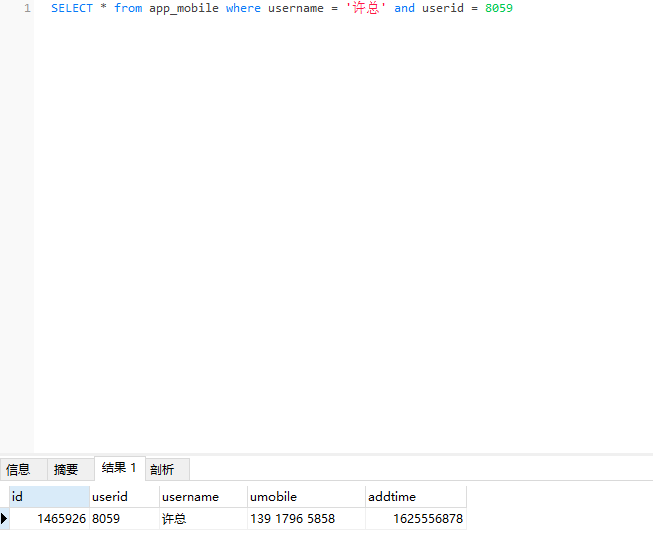 1 SELECT * from app_mobile where username = '许总' and userid = 8059
信息 摘要 结果 1 剖析
id userid username umobile addtime
1465926 8059 许总 139 1796 5858 1625556878